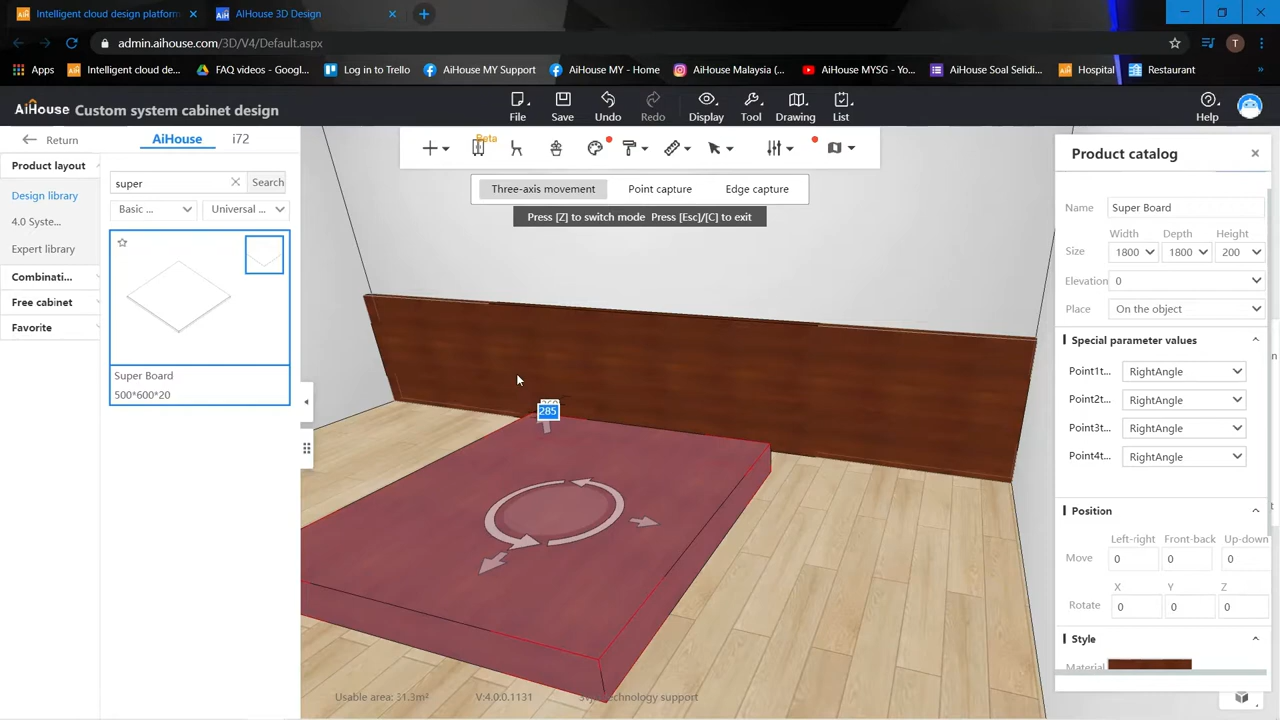 Intelligent cloud design platform
AiHouse 3D Design
admin.aihouse.com/3D/V4/Default.aspx
T
Apps
Intelligent cloud de...
FAQ videos - Googl...
Log in to Trello
AiHouse MY Support
AiHouse MY - Home
AiHouse Malaysia (...
AiHouse MYSG - Yo...
AiHouse Soal Selidi...
Hospital
Restaurant
AiHouse Custom system cabinet design
File
Save
Undo
Redo
Display
Tool
Drawing
List
Help
Return
AiHouse
i72
Beta
Product layout
Design library
4.0 Syste...
Expert library
Combinati...
Free cabinet
Favorite
super
Search
Basic ...
Universal ...
Super Board
500*600*20
Three-axis movement
Point capture
Edge capture
Press [Z] to switch mode Press [Esc]/[C] to exit
285
Usable area: 31.3m²
V:4.0.0.1131
technology support
Product catalog
Name
Super Board
Width
Depth
Height
Size
1800
1800
200
Elevation
0
Place
On the object
Special parameter values
Point1t...
RightAngle
Point2t...
RightAngle
Point3t...
RightAngle
Point4t...
RightAngle
Position
Left-right
Front-back
Up-down
Move
0
0
0
X
Y
Z
Rotate
0
0
0
Style
Material